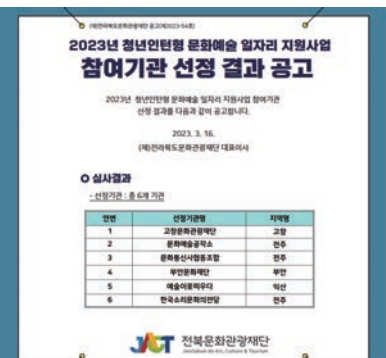 (재)전라북도문화관광재단 공고(제2023-54호)
2023년 청년인턴형 문화예술 일자리 지원사업
참여기관 선정 결과 공고
2023년 청년인턴형 문화예술 일자리 지원사업 참여기관
선정 결과를 다음과 같이 공고합니다.
2023. 3. 16.
(재)전라북도문화관광재단 대표이사
심사결과
- 선정기관 : 총 6개 기관
연번 선정기관명 지역명
1 고창문화관광재단 고창
2 문화예술공작소 전주
3 문화통신사협동조합 전주
4 부안문화재단 부안
5 예술이꽃피우다 익산
6 한국소리문화의전당 전주
JACT 전북문화관광재단
Jeollabuk-do Art, Culture & Tourism